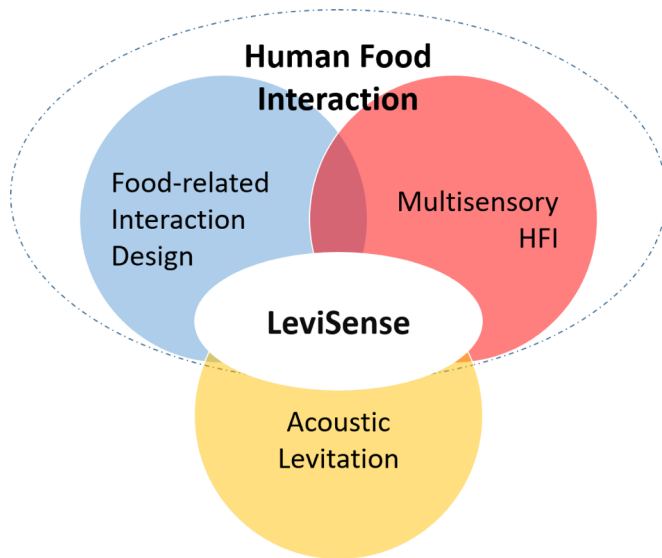 Human Food
Interaction
Food-related
Interaction
Design
Multisensory
HFI
LeviSense
Acoustic
Levitation